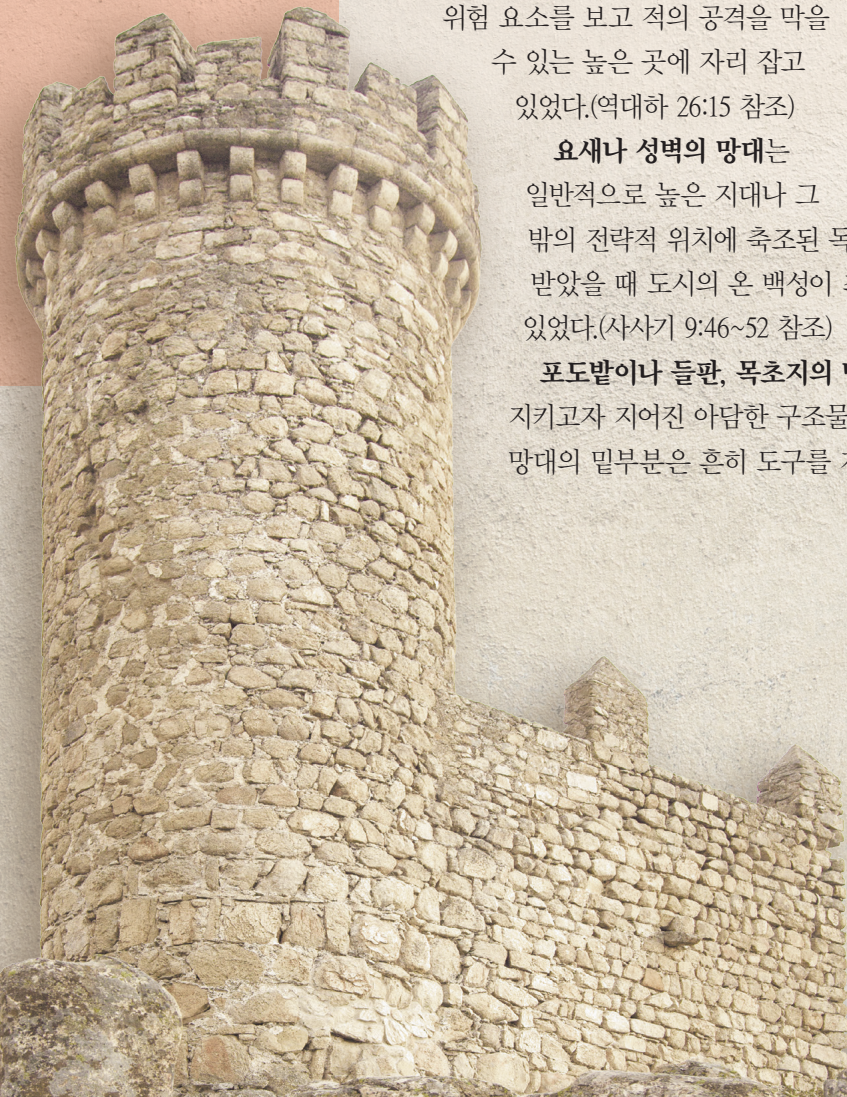 위험 요소를 보고 적의 공격을 막을
수 있는 높은 곳에 자리 잡고
있었다.(역대하 26:15 참조)
요새나 성벽의 망대는
일반적으로 높은 지대나 그
밖의 전략적 위치에 축조된
받았을 때 도시의 온 백성이
있었다.(사사기 9:46~52 참조)
포도밭이나 들판, 목초지의
지키고자 지어진 아담한 구조물
망대의 밑부분은 흔히 도구를